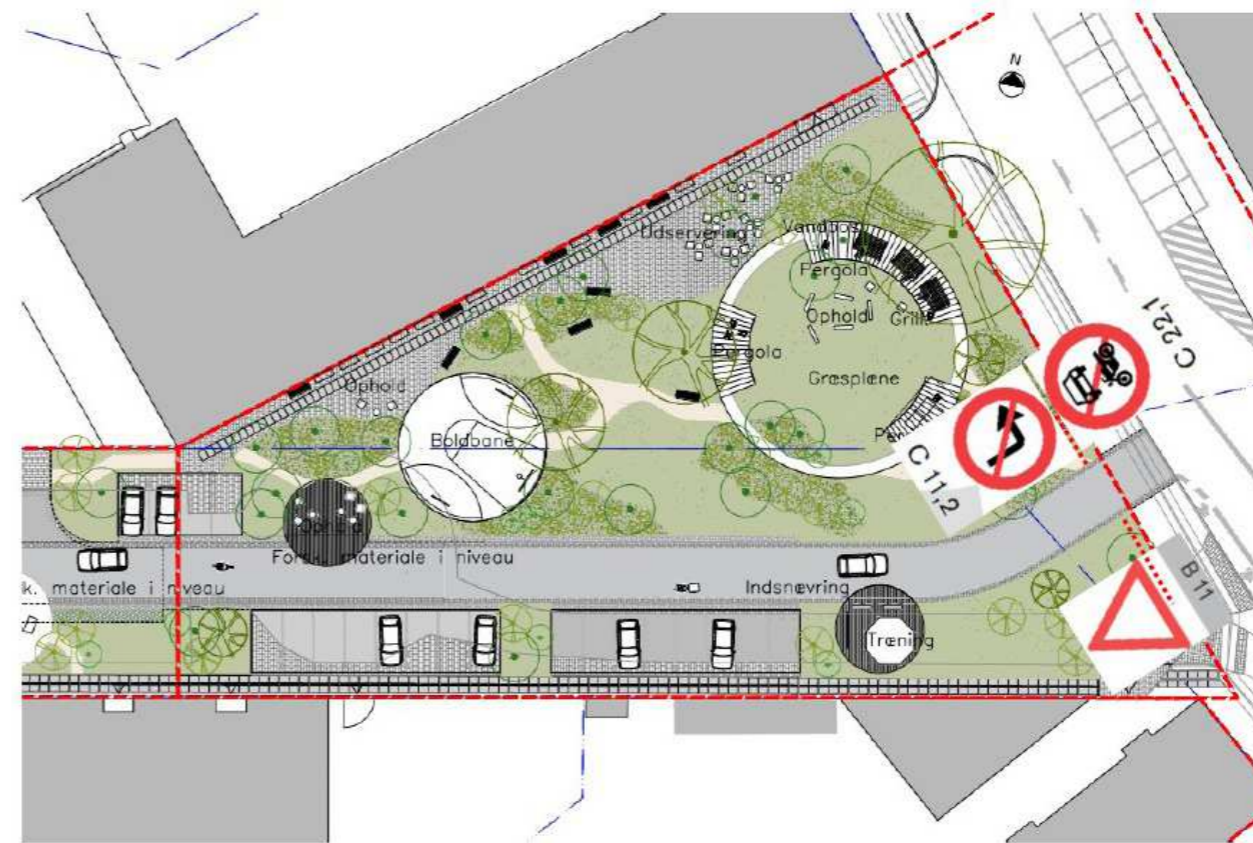 N
Udservering
Pergola
Ophold
Grill
Pergola
Græsplæne
Ophold
Boldbane
C 22,1
C 11,2
materiale i niveau
k. materiale i niveau
Indsnævring
B 11
Træning